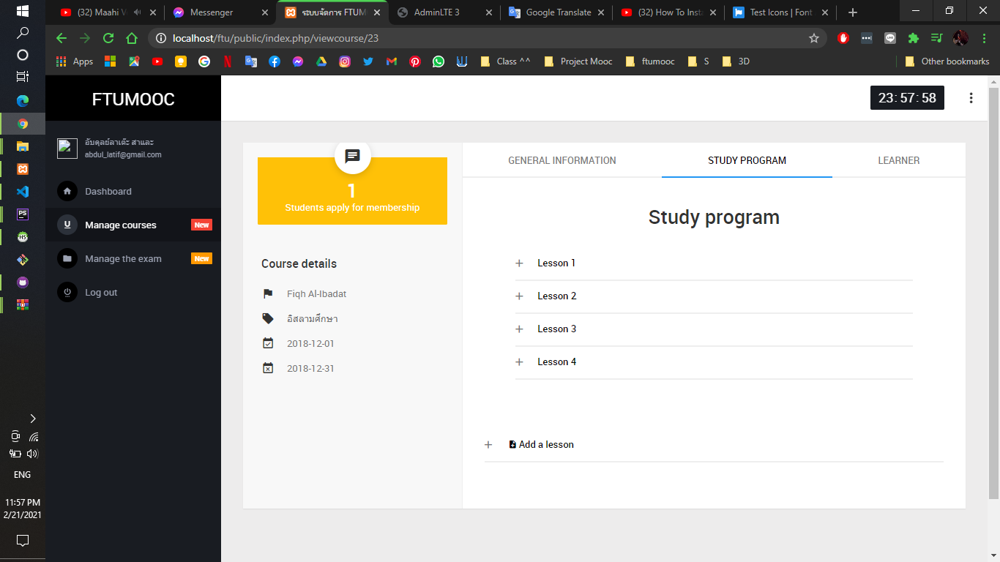 (32) Maahi V
Messenger
ระบบจัดการ FTUM
AdminLTE 3
Google Translate
(32) How To Insta
Test Icons | Font
localhost/ftu/public/index.php/viewcourse/23
Apps
Class ^^
Project Mooc
ftumooc
S
3D
Other bookmarks
FTUMOOC
23: 57: 58
อับดุลย์ลาเต๊ะ สาและ
abdul_latif@gmail.com
Dashboard
Manage courses New
Manage the exam New
Log out
1
Students apply for membership
Course details
Fiqh Al-Ibadat
อิสลามศึกษา
2018-12-01
2018-12-31
GENERAL INFORMATION
STUDY PROGRAM
LEARNER
Study program
Lesson 1
Lesson 2
Lesson 3
Lesson 4
Add a lesson
ENG
11:57 PM
2/21/2021